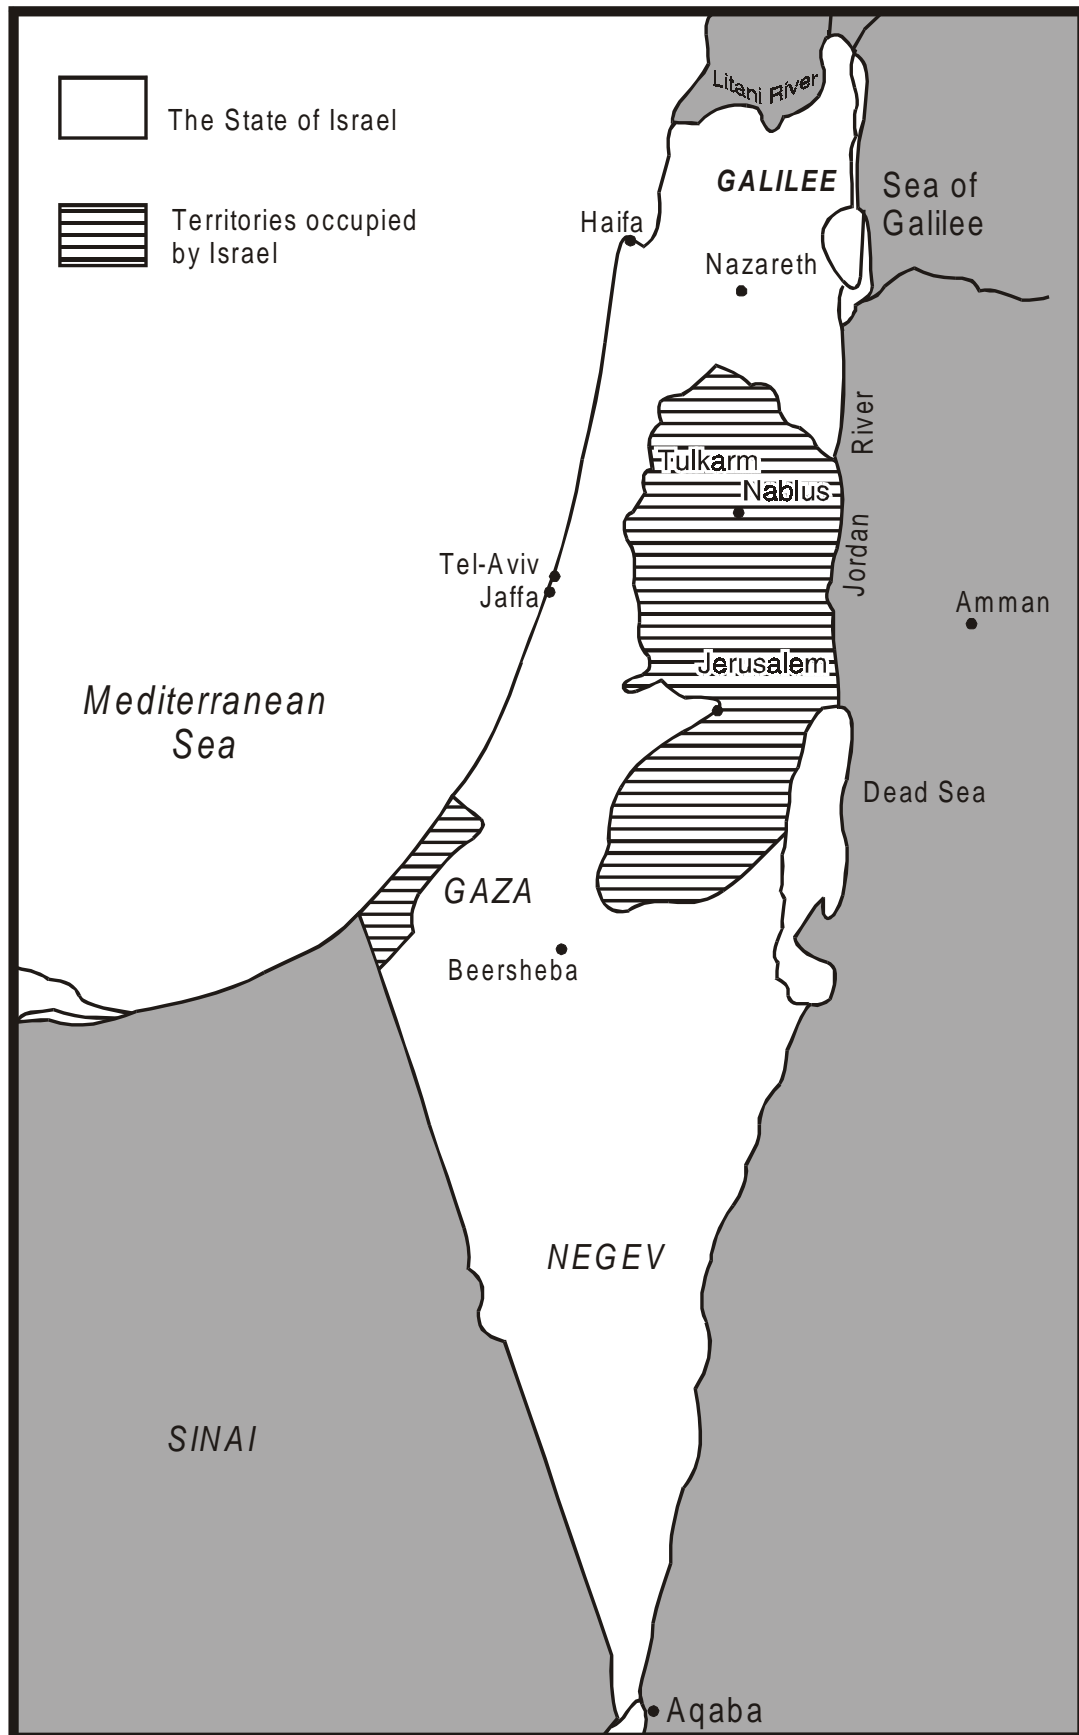 Litani River
The State of Israel
GALILEE
Sea of
Galilee
Territories occupied
by Israel
Haifa
Nazareth
River
Tulkarm
Nablus
Jordan
Tel-Aviv
Jaffa
Amman
Jerusalem
Mediterranean
Sea
Dead Sea
GAZA
Beersheba
NEGEV
SINAI
Aqaba